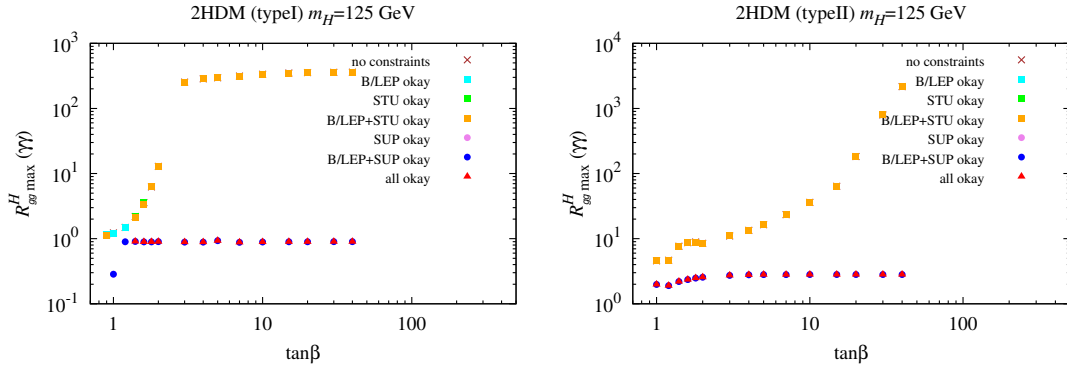 2HDM (typeI) m_H=125 GeV
R^H_gg max (γγ)
10^3
10^2
10^1
10^0
10^-1
no constraints
B/LEP okay
STU okay
B/LEP+STU okay
SUP okay
B/LEP+SUP okay
all okay
1 10 100
tanβ
2HDM (typeII) m_H=125 GeV
R^H_gg max (γγ)
10^4
10^3
10^2
10^1
10^0
no constraints
B/LEP okay
STU okay
B/LEP+STU okay
SUP okay
B/LEP+SUP okay
all okay
1 10 100
tanβ